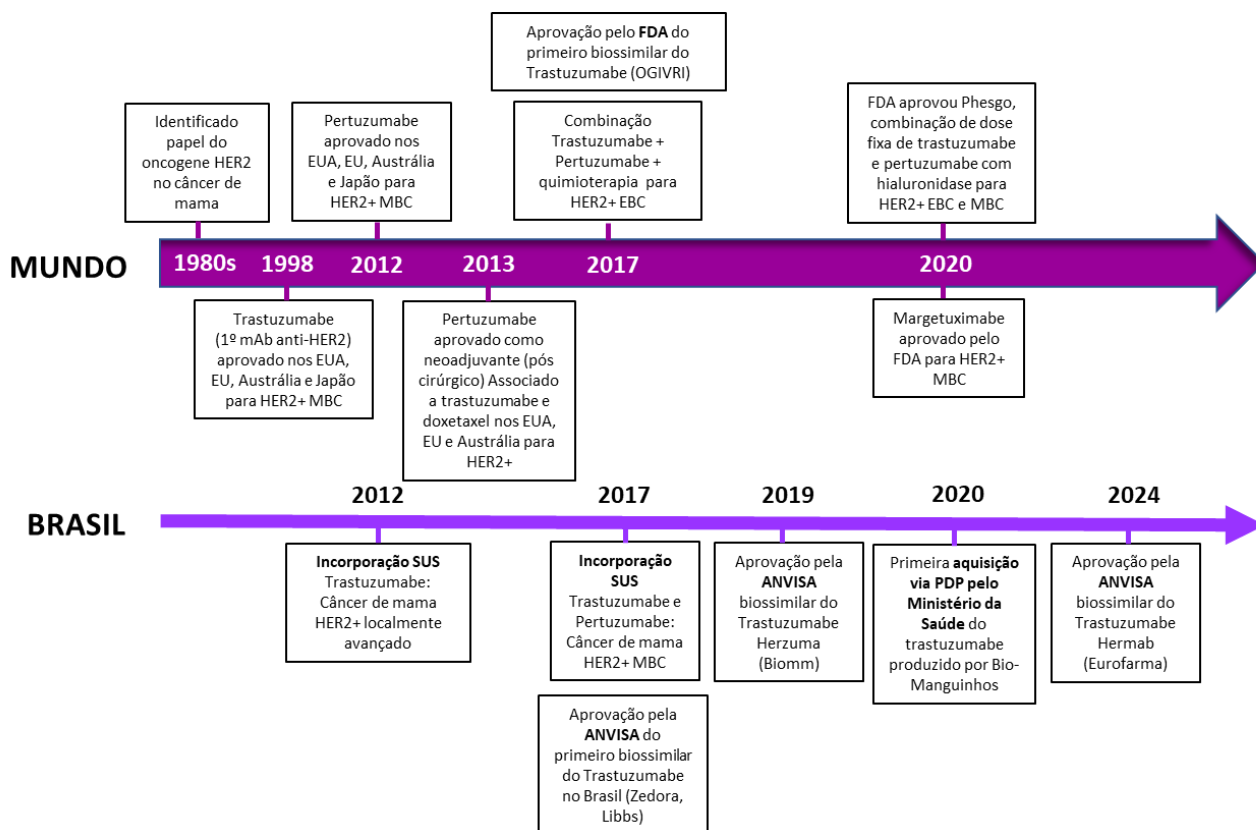 Aprovação pelo FDA do
primeiro biossimilar do
Trastuzumabe (OGIVRI)
Identificado
papel do
oncogene HER2
no câncer de
mama
Pertuzumabe
aprovado nos
EUA, EU, Austrália
e Japão para
HER2+ MBC
Combinação
Trastuzumabe +
Pertuzumabe +
quimioterapia para
HER2+ EBC
FDA aprovou Phesgo,
combinação de dose
fixa de trastuzumabe
e pertuzumabe com
hialuronidase para
HER2+ EBC e MBC
MUNDO
1980s
1998
2012
2013
2017
2020
Trastuzumabe
(1º mAb anti-HER2)
aprovado nos EUA,
EU, Austrália e Japão
para HER2+ MBC
Pertuzumabe
aprovado como
neoadjuvante (pós
cirúrgico) Associado
a trastuzumabe e
doxetaxel nos EUA,
EU e Austrália para
HER2+
Margetuximabe
aprovado pelo
FDA para HER2+
MBC
BRASIL
2012
2017
2019
2020
2024
Incorporação SUS
Trastuzumabe:
Câncer de mama
HER2+ localmente
avançado
Incorporação
SUS
Trastuzumabe e
Pertuzumabe:
Câncer de mama
HER2+ MBC
Aprovação pela
ANVISA do
primeiro biossimilar
do Trastuzumabe
no Brasil (Zedora,
Libbs)
Aprovação pela
ANVISA
biossimilar do
Trastuzumabe
Herzuma (Biomm)
Primeira aquisição
via PDP pelo
Ministério da
Saúde do
trastuzumabe
produzido por Bio-
Manguinhos
Aprovação pela
ANVISA
biossimilar do
Trastuzumabe
Hermab
(Eurofarma)